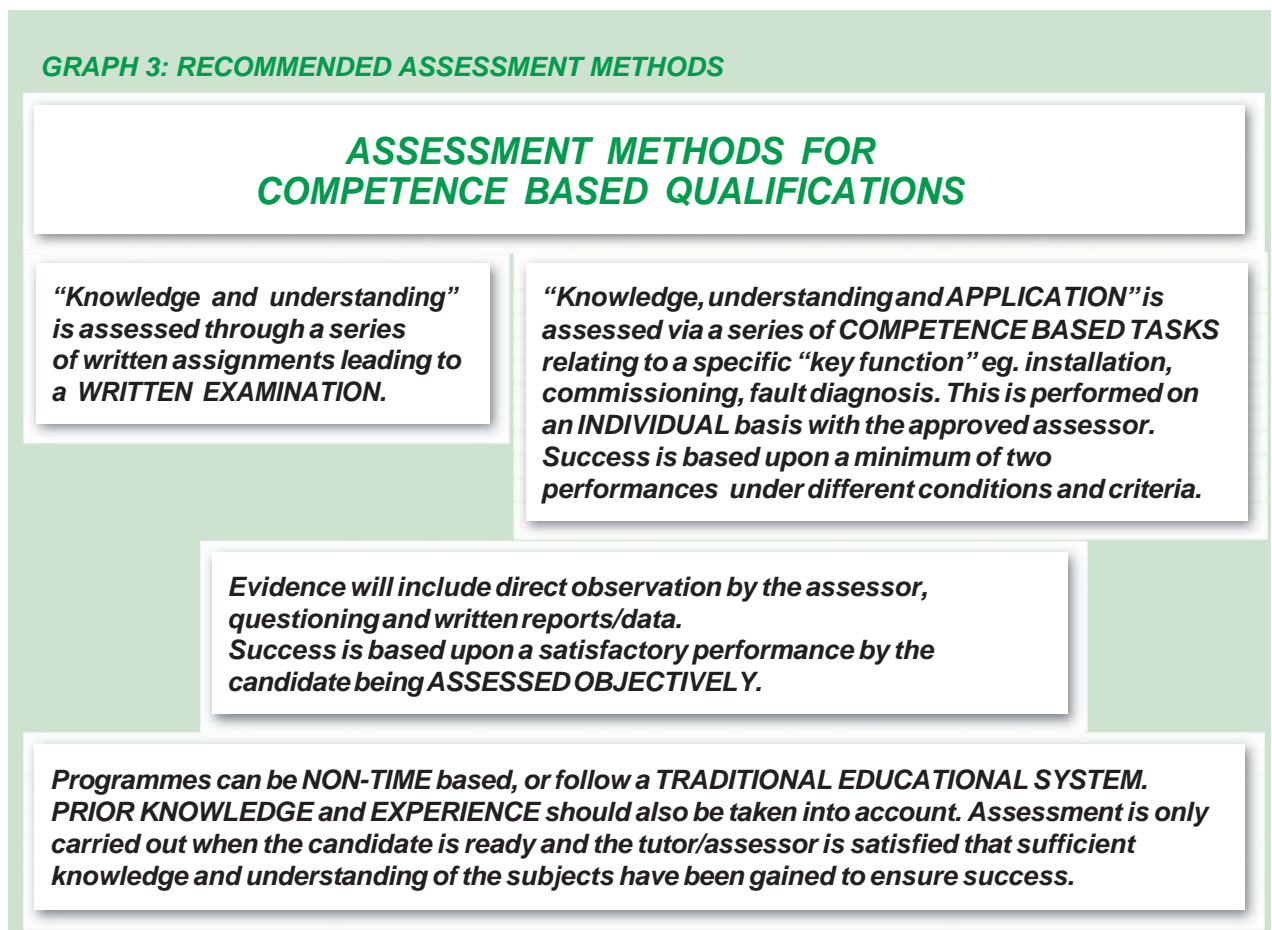 GRAPH 3: RECOMMENDED ASSESSMENT METHODS
ASSESSMENT METHODS FOR
COMPETENCE BASED QUALIFICATIONS
“Knowledge and understanding”
is assessed through a series
of written assignments leading to
a WRITTEN EXAMINATION.
“Knowledge, understanding and APPLICATION” is
assessed via a series of COMPETENCE BASED TASKS
relating to a specific “key function” eg. installation,
commissioning, fault diagnosis. This is performed on
an INDIVIDUAL basis with the approved assessor.
Success is based upon a minimum of two
performances under different conditions and criteria.
Evidence will include direct observation by the assessor,
questioning and written reports/data.
Success is based upon a satisfactory performance by the
candidate being ASSESSED OBJECTIVELY.
Programmes can be NON-TIME based, or follow a TRADITIONAL EDUCATIONAL SYSTEM.
PRIOR KNOWLEDGE and EXPERIENCE should also be taken into account. Assessment is only
carried out when the candidate is ready and the tutor/assessor is satisfied that sufficient
knowledge and understanding of the subjects have been gained to ensure success.